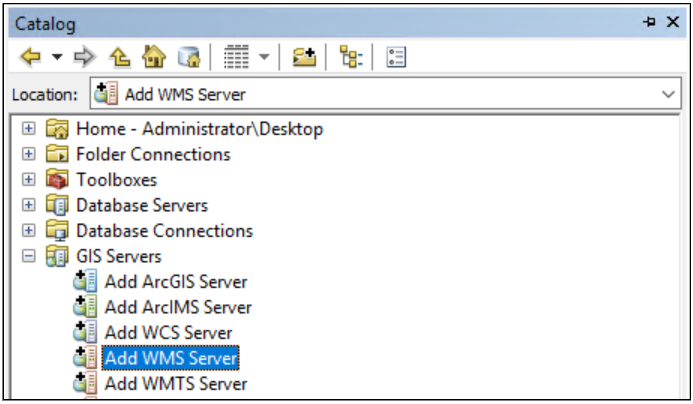 Catalog
Location: Add WMS Server
Home - Administrator\Desktop
Folder Connections
Toolboxes
Database Servers
Database Connections
GIS Servers
Add ArcGIS Server
Add ArcIMS Server
Add WCS Server
Add WMS Server
Add WMTS Server